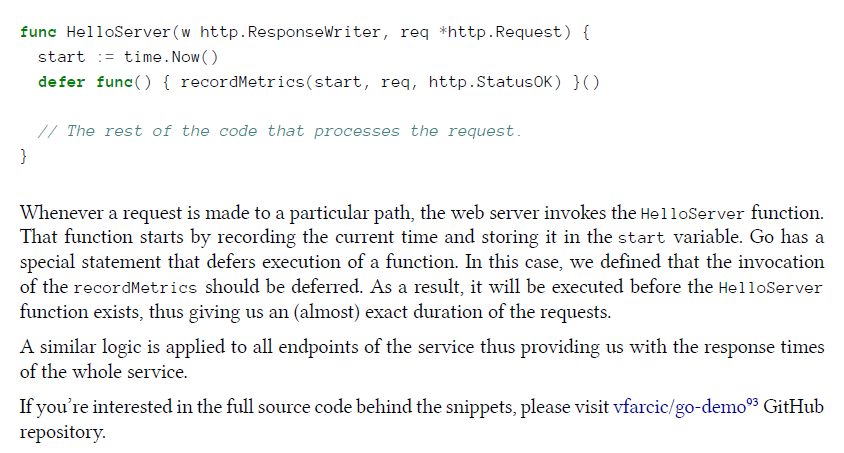 func HelloServer(w http.ResponseWriter, req *http.Request) {
  start := time.Now()
  defer func() { recordMetrics(start, req, http.StatusOK) }()

  // The rest of the code that processes the request.
}
Whenever a request is made to a particular path, the web server invokes the HelloServer function.
That function starts by recording the current time and storing it in the start variable. Go has a
special statement that defers execution of a function. In this case, we defined that the invocation
of the recordMetrics should be deferred. As a result, it will be executed before the HelloServer
function exists, thus giving us an (almost) exact duration of the requests.
A similar logic is applied to all endpoints of the service thus providing us with the response times
of the whole service.
If you're interested in the full source code behind the snippets, please visit vfarcic/go-demo⁹³ GitHub
repository.